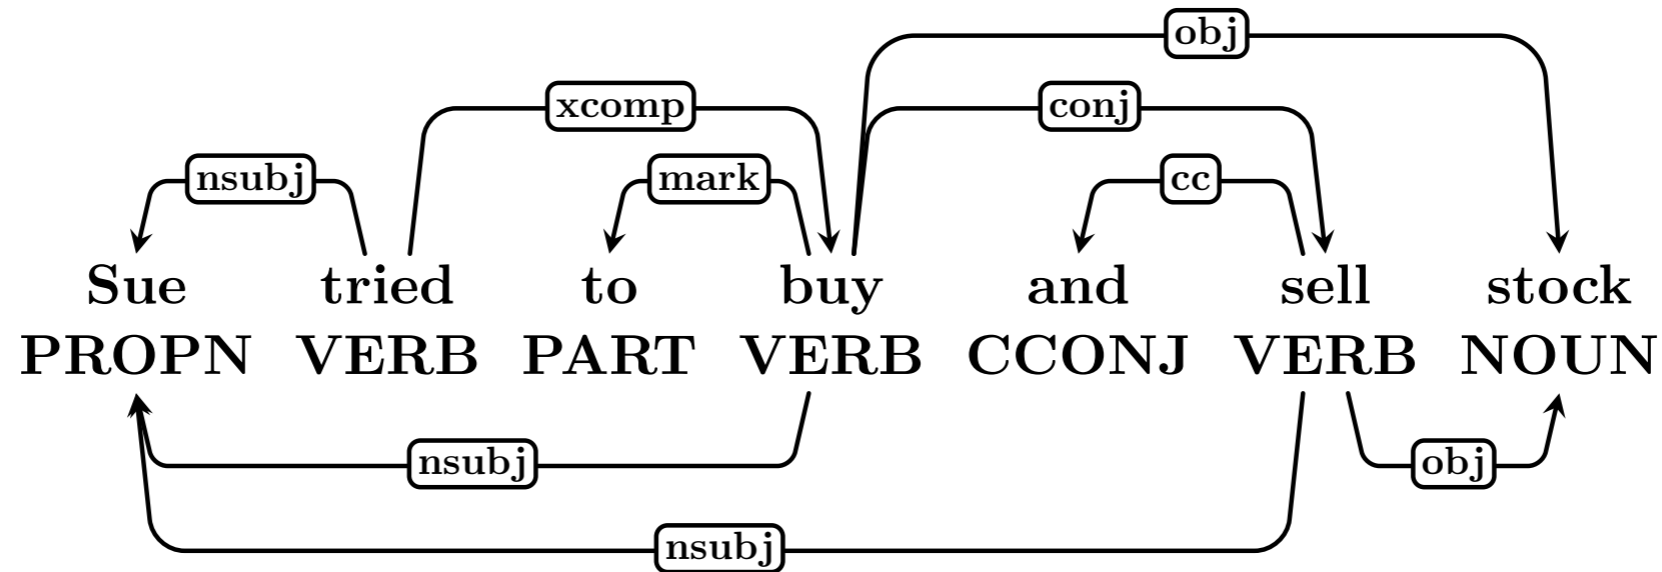 obj
xcomp conj
nsubj mark cc
Sue tried to buy and sell stock
PROPN VERB PART VERB CCONJ VERB NOUN
nsubj obj
nsubj